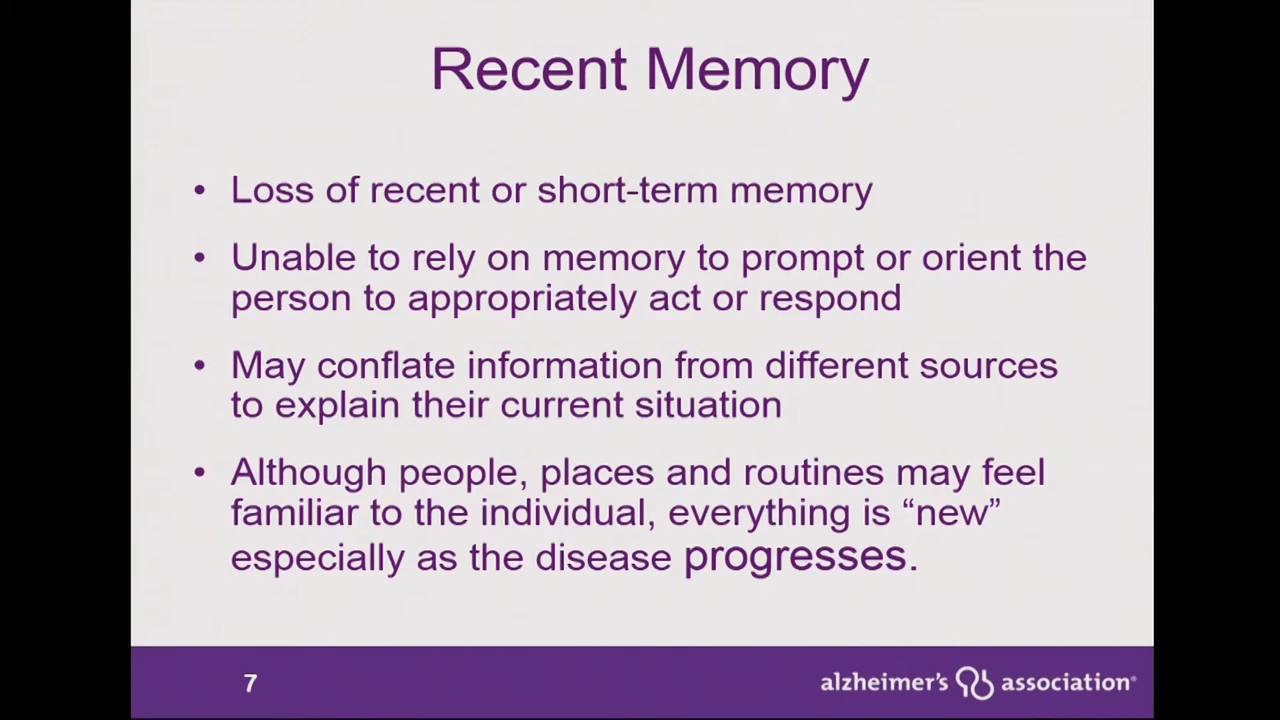 Recent Memory
• Loss of recent or short-term memory
• Unable to rely on memory to prompt or orient the
person to appropriately act or respond
• May conflate information from different sources
to explain their current situation
• Although people, places and routines may feel
familiar to the individual, everything is “new”
especially as the disease progresses.
7
alzheimer's association®